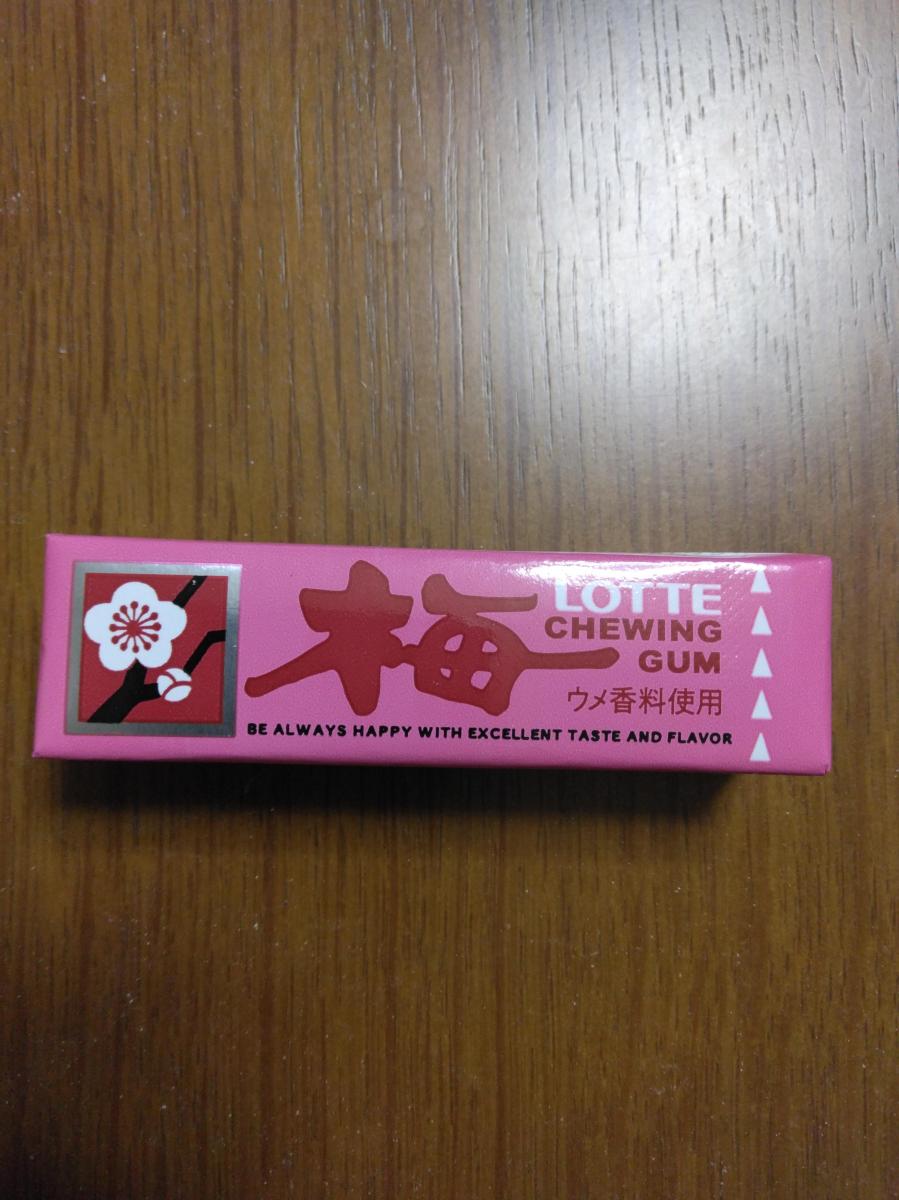 梅
LOTTE
CHEWING
GUM
ウメ香料使用
BE ALWAYS HAPPY WITH EXCELLENT TASTE AND FLAVOR